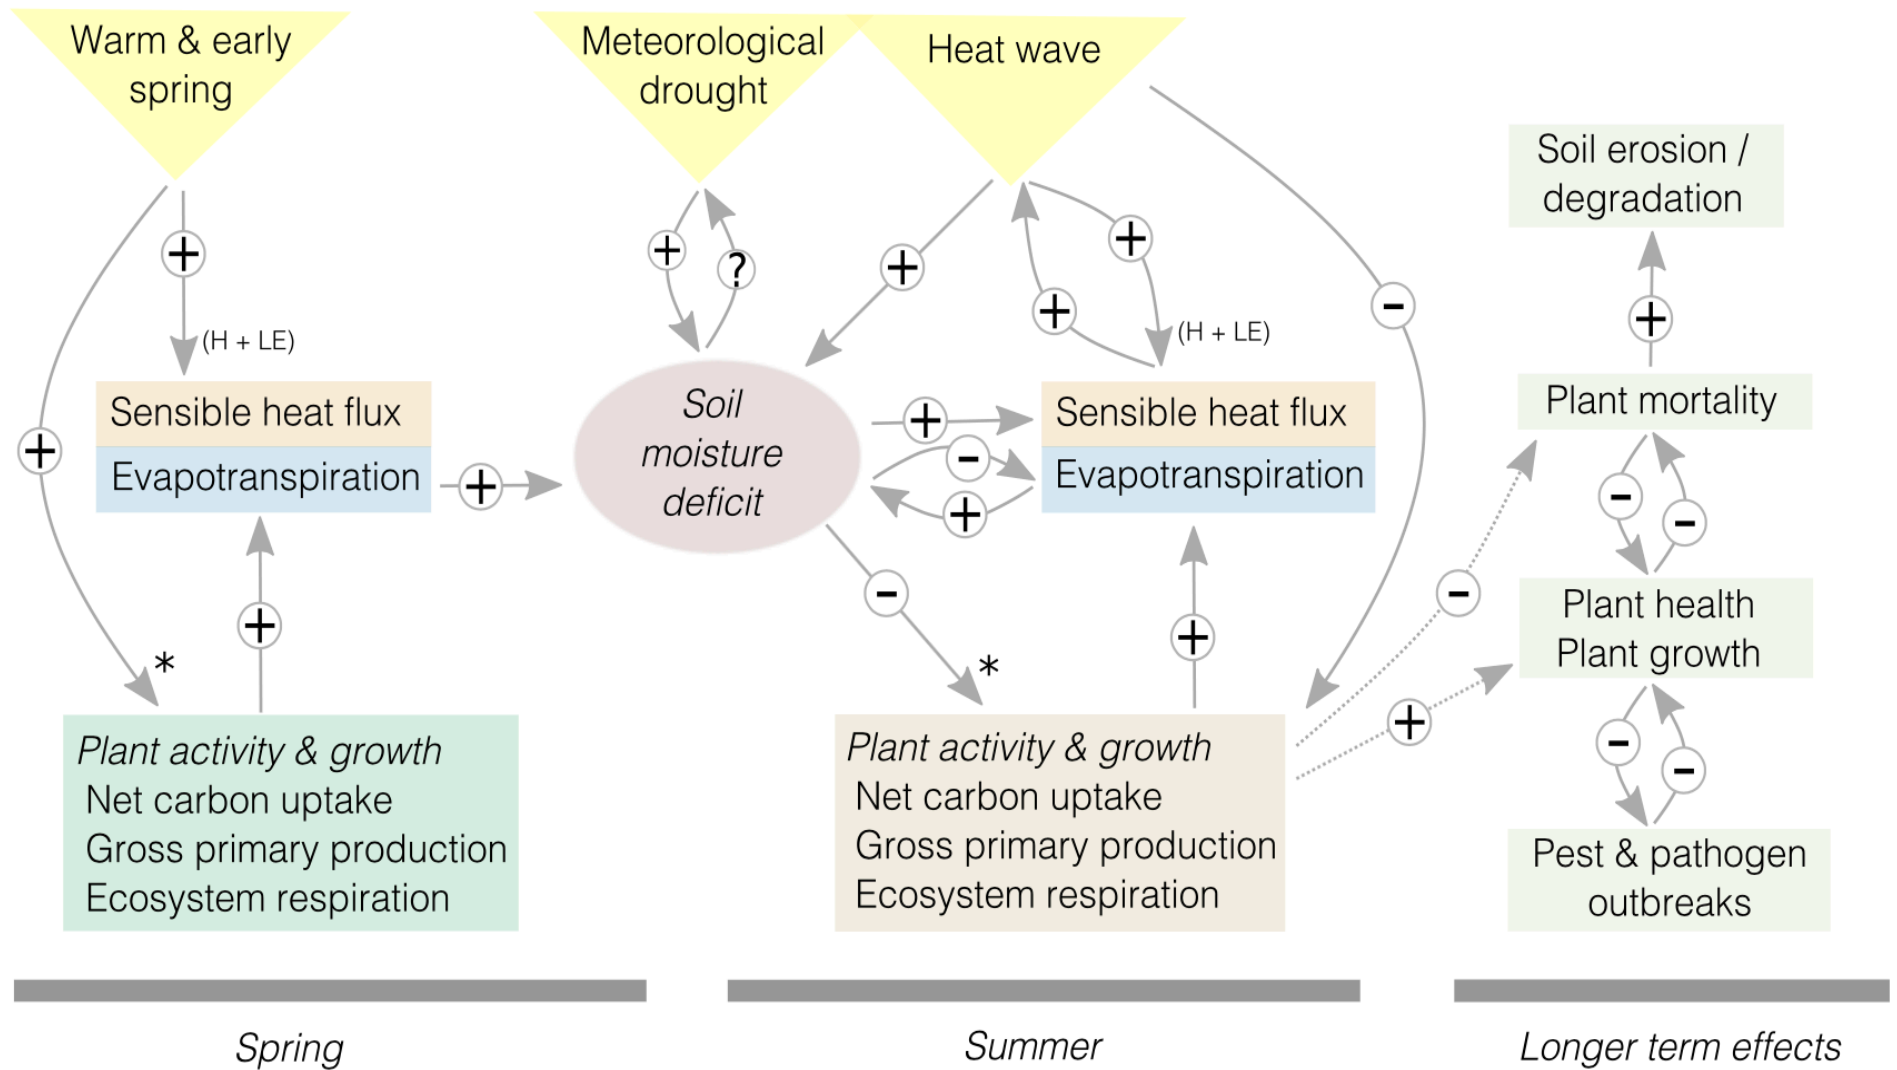 Warm & early
spring
Meteorological
drought
Heat wave
Soil erosion /
degradation
+
+
?
+
+
+
-
+
(H + LE)
(H + LE)
Sensible heat flux
Evapotranspiration
+
+
Soil
moisture
deficit
+
-
+
Sensible heat flux
Evapotranspiration
Plant mortality
-
-
+
*
-
*
+
-
+
Plant health
Plant growth
-
-
Plant activity & growth
Net carbon uptake
Gross primary production
Ecosystem respiration
Plant activity & growth
Net carbon uptake
Gross primary production
Ecosystem respiration
Pest & pathogen
outbreaks
Spring
Summer
Longer term effects